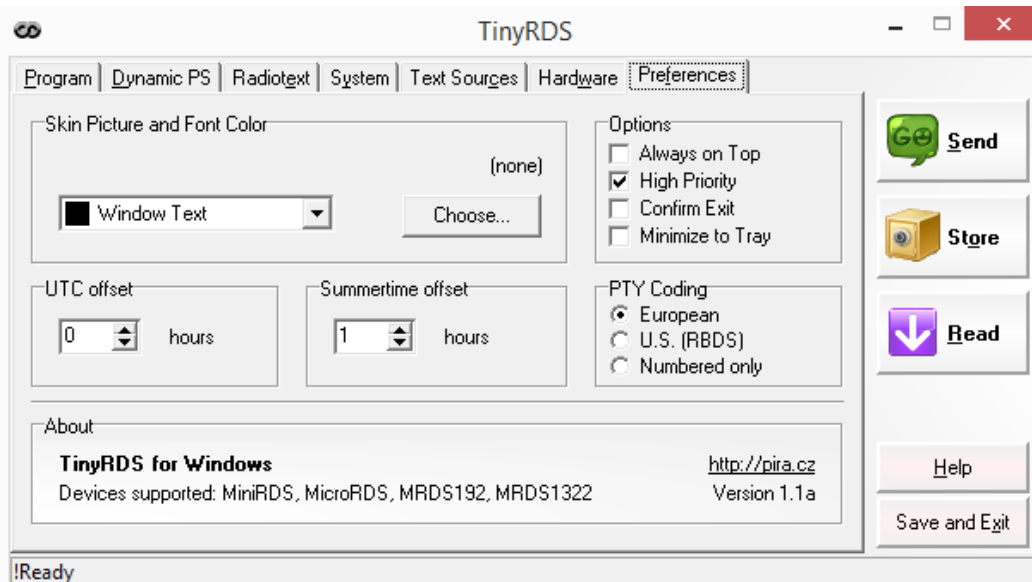 TinyRDS
Program Dynamic PS Radiotext System Text Sources Hardware Preferences
Skin Picture and Font Color
(none)
Window Text
Choose...
Options
Always on Top
High Priority
Confirm Exit
Minimize to Tray
UTC offset
0 hours
Summertime offset
1 hours
PTY Coding
European
U.S. (RBDS)
Numbered only
About
TinyRDS for Windows
http://pira.cz
Devices supported: MiniRDS, MicroRDS, MRDS192, MRDS1322
Version 1.1a
GO Send
Store
Read
Help
Save and Exit
!Ready